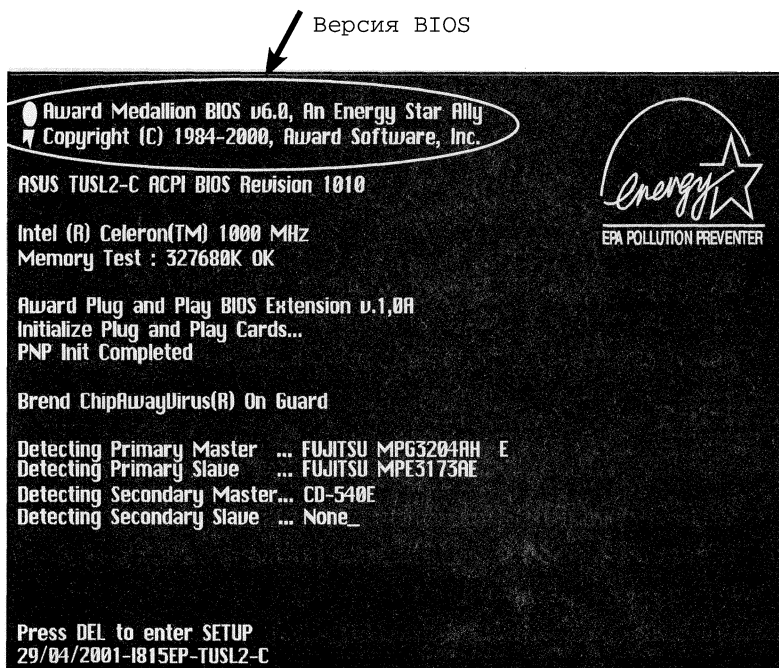 Версия BIOS
Award Medallion BIOS v6.0, An Energy Star Ally
Copyright (C) 1984-2000, Award Software, Inc.
energy
EPA POLLUTION PREVENTER
ASUS TUSL2-C ACPI BIOS Revision 1010
Intel (R) Celeron(TM) 1000 MHz
Memory Test : 327680K OK
Award Plug and Play BIOS Extension v.1,0A
Initialize Plug and Play Cards...
PNP Init Completed
Brend ChipAwayVirus(R) On Guard
Detecting Primary Master ... FUJITSU MPG3204AH E
Detecting Primary Slave ... FUJITSU MPE3173AE
Detecting Secondary Master... CD-540E
Detecting Secondary Slave ... None_
Press DEL to enter SETUP
29/04/2001-I815EP-TUSL2-C